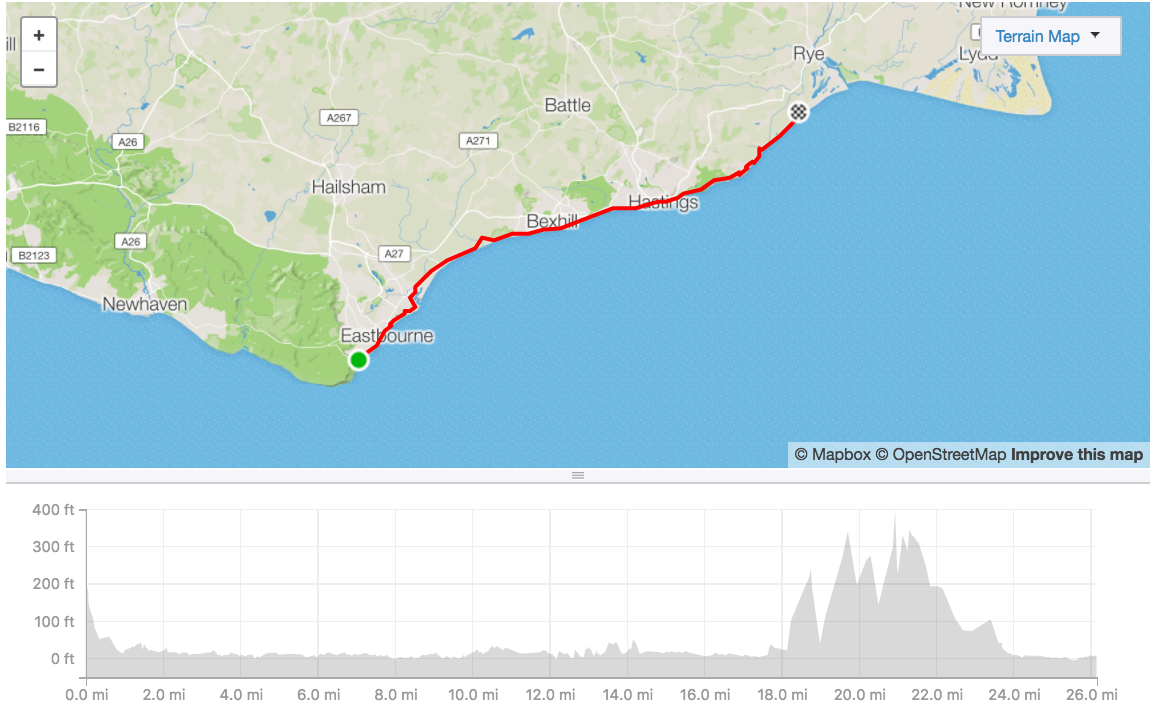 New Romney
+
Terrain Map
ill
Rye
Lydd
−
Battle
A267
B2116
A26
A271
Hailsham
Hastings
Bexhill
A26
B2123
A27
Newhaven
Eastbourne
© Mapbox © OpenStreetMap Improve this map
400 ft
300 ft
200 ft
100 ft
0 ft
0.0 mi 2.0 mi 4.0 mi 6.0 mi 8.0 mi 10.0 mi 12.0 mi 14.0 mi 16.0 mi 18.0 mi 20.0 mi 22.0 mi 24.0 mi 26.0 mi